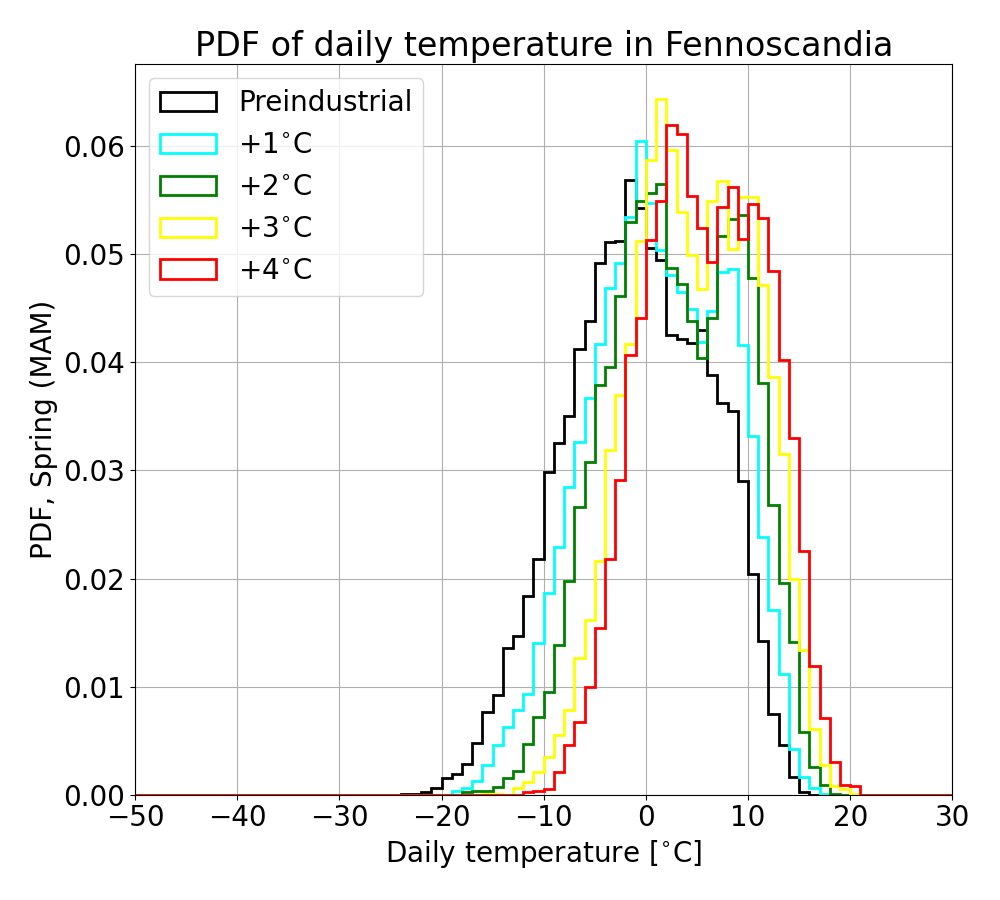 PDF of daily temperature in Fennoscandia
Preindustrial
+1°C
+2°C
+3°C
+4°C
PDF, Spring (MAM)
0.06
0.05
0.04
0.03
0.02
0.01
0.00
−50 −40 −30 −20 −10 0 10 20 30
Daily temperature [°C]